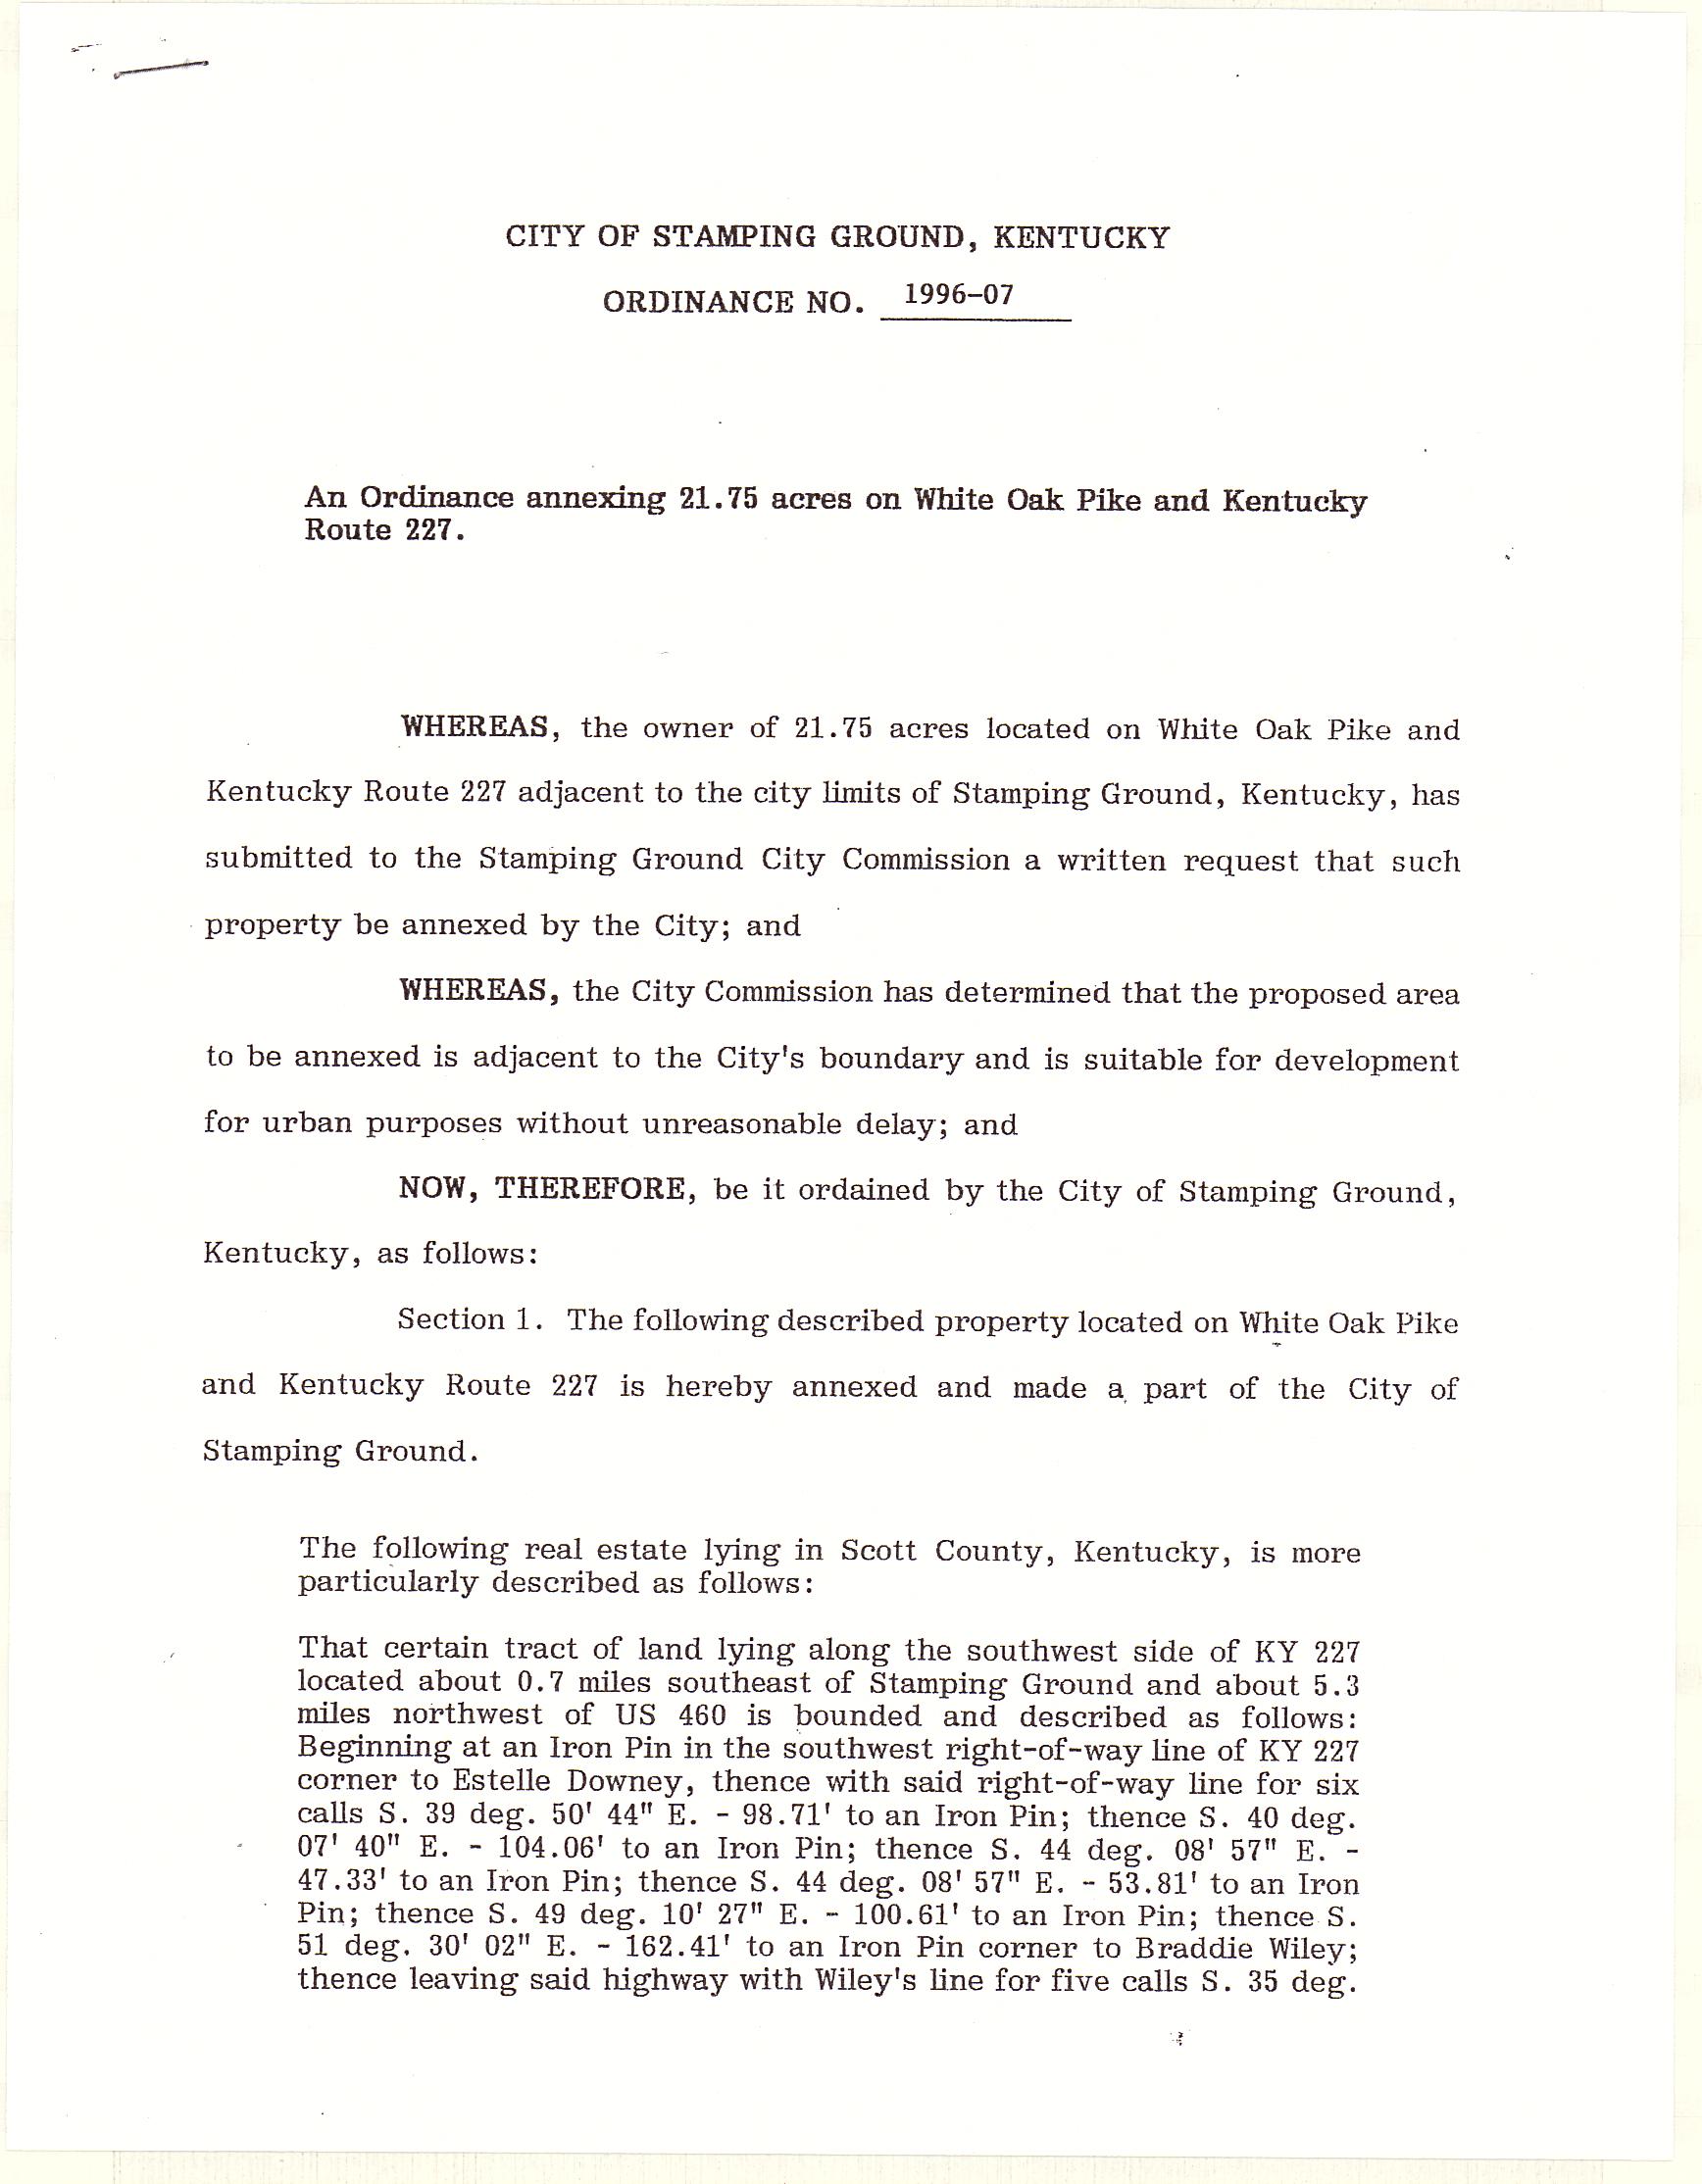 CITY OF STAMPING GROUND, KENTUCKY
ORDINANCE NO. 1996-07
An Ordinance annexing 21.75 acres on White Oak Pike and Kentucky
Route 227.
WHEREAS, the owner of 21.75 acres located on White Oak Pike and
Kentucky Route 227 adjacent to the city limits of Stamping Ground, Kentucky, has
submitted to the Stamping Ground City Commission a written request that such
property be annexed by the City; and
WHEREAS, the City Commission has determined that the proposed area
to be annexed is adjacent to the City's boundary and is suitable for development
for urban purposes without unreasonable delay; and
NOW, THEREFORE, be it ordained by the City of Stamping Ground,
Kentucky, as follows:
Section 1. The following described property located on White Oak Pike
and Kentucky Route 227 is hereby annexed and made a part of the City of
Stamping Ground.
The following real estate lying in Scott County, Kentucky, is more
particularly described as follows:
That certain tract of land lying along the southwest side of KY 227
located about 0.7 miles southeast of Stamping Ground and about 5.3
miles northwest of US 460 is bounded and described as follows:
Beginning at an Iron Pin in the southwest right-of-way line of KY 227
corner to Estelle Downey, thence with said right-of-way line for six
calls S. 39 deg. 50' 44" E. - 98.71' to an Iron Pin; thence S. 40 deg.
07' 40" E. - 104.06' to an Iron Pin; thence S. 44 deg. 08' 57" E. -
47.33' to an Iron Pin; thence S. 44 deg. 08' 57" E. - 53.81' to an Iron
Pin; thence S. 49 deg. 10' 27" E. - 100.61' to an Iron Pin; thence S.
51 deg. 30' 02" E. - 162.41' to an Iron Pin corner to Braddie Wiley;
thence leaving said highway with Wiley's line for five calls S. 35 deg.